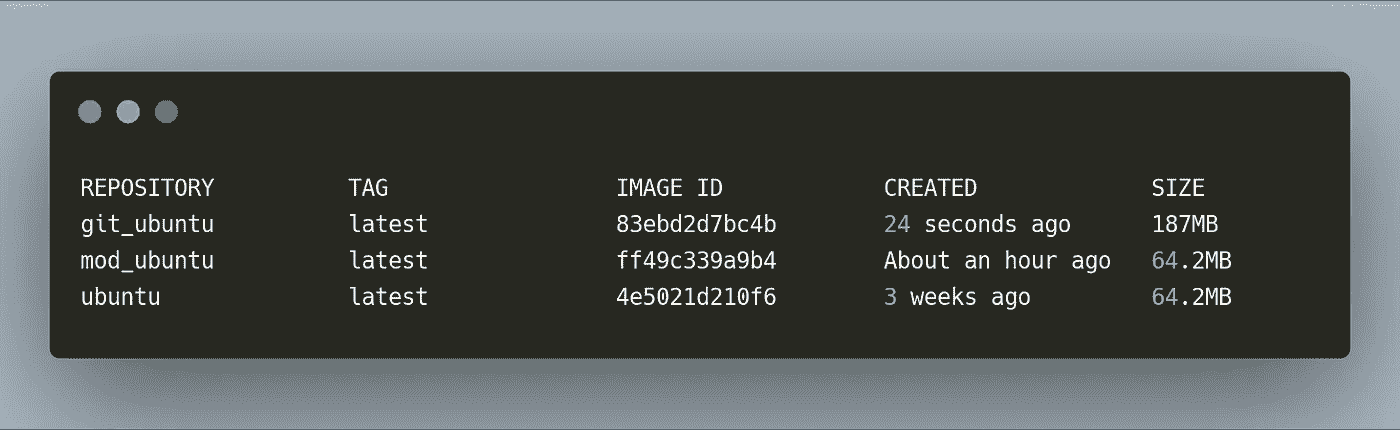 REPOSITORY TAG IMAGE ID CREATED SIZE
git_ubuntu latest 83ebd2d7bc4b 24 seconds ago 187MB
mod_ubuntu latest ff49c339a9b4 About an hour ago 64.2MB
ubuntu latest 4e5021d210f6 3 weeks ago 64.2MB